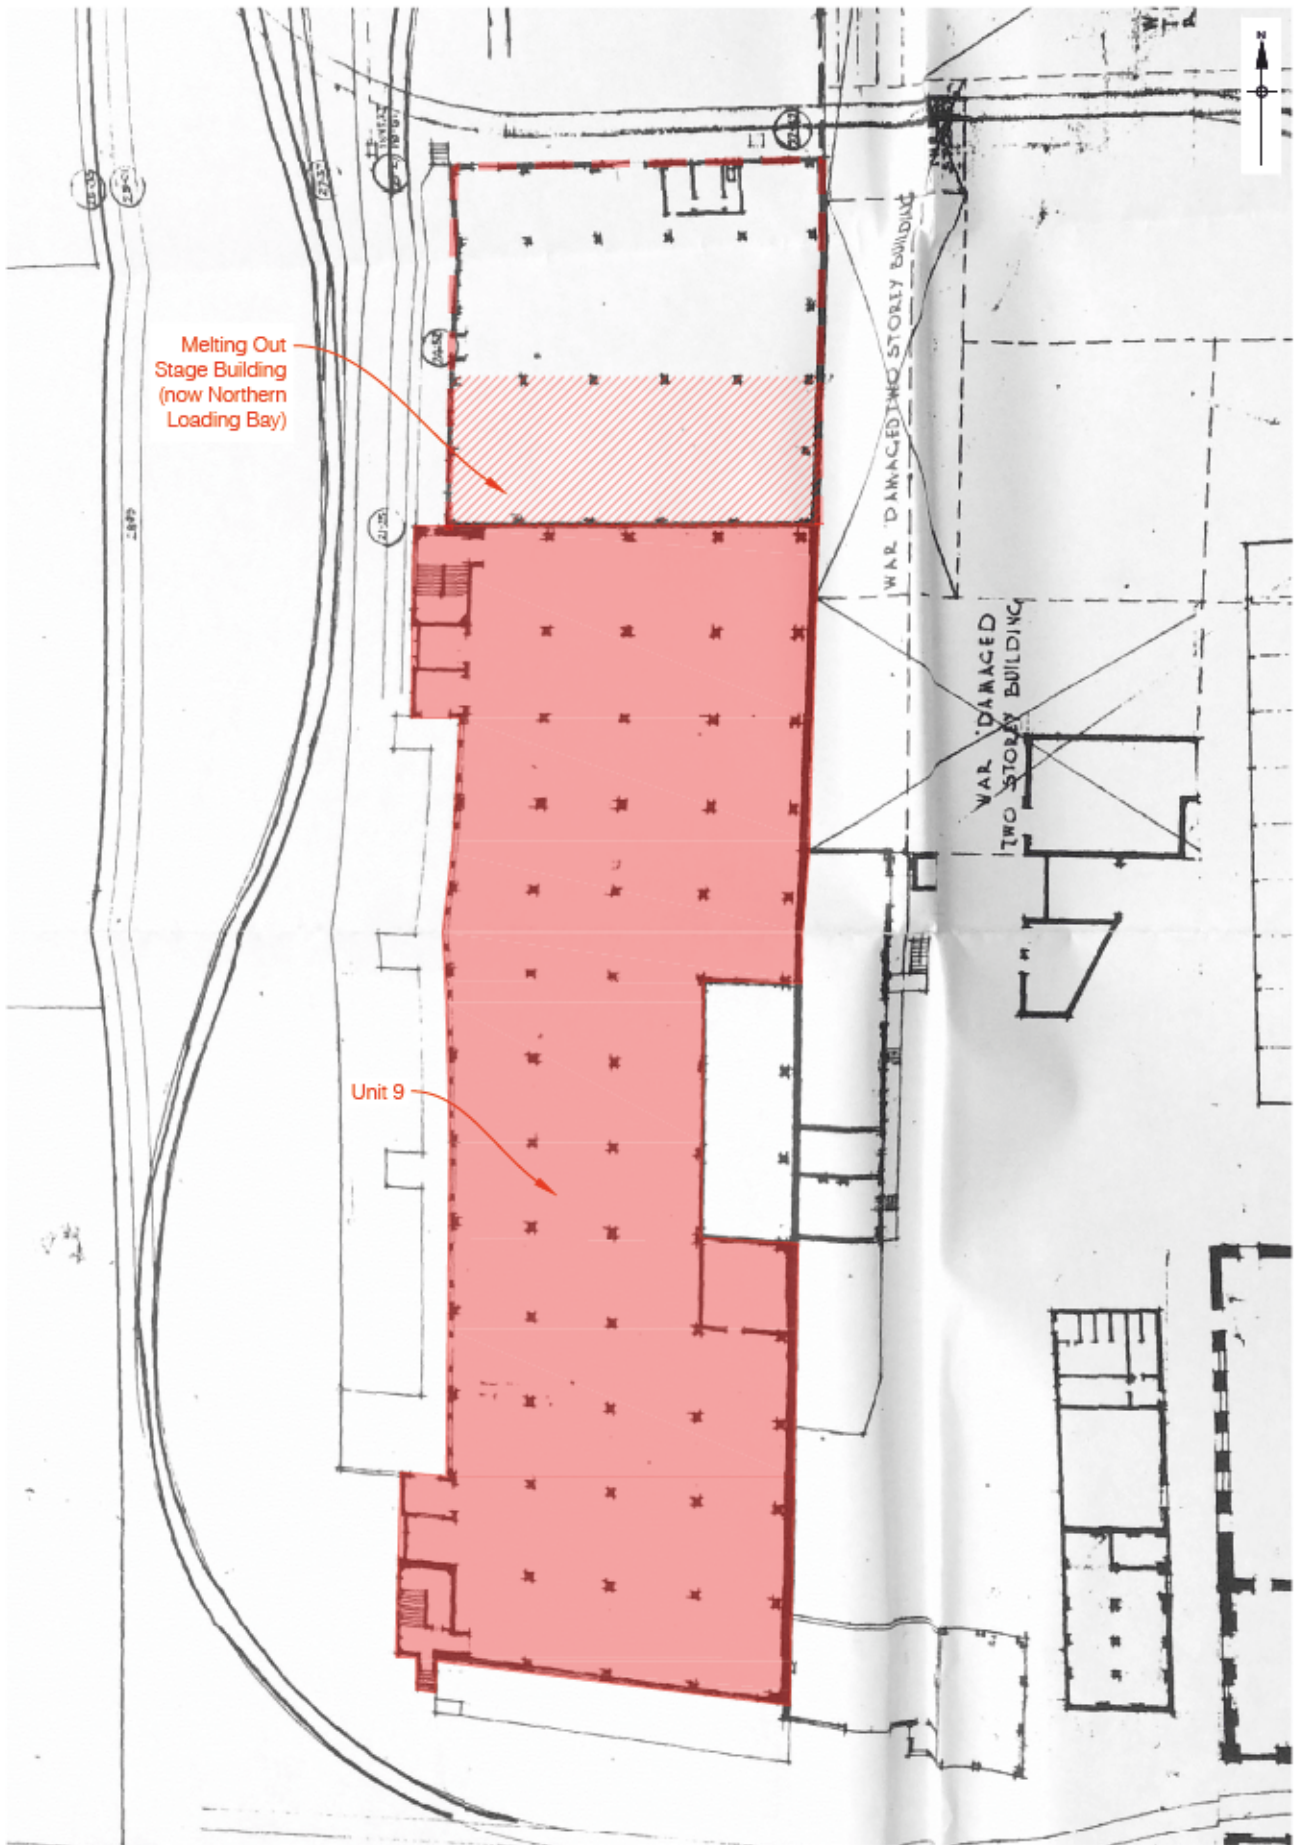 N
Melting Out
Stage Building
(now Northern
Loading Bay)
WAR DAMAGED TWO STOREY BUILDING
WAR DAMAGED
TWO STOREY BUILDING
Unit 9